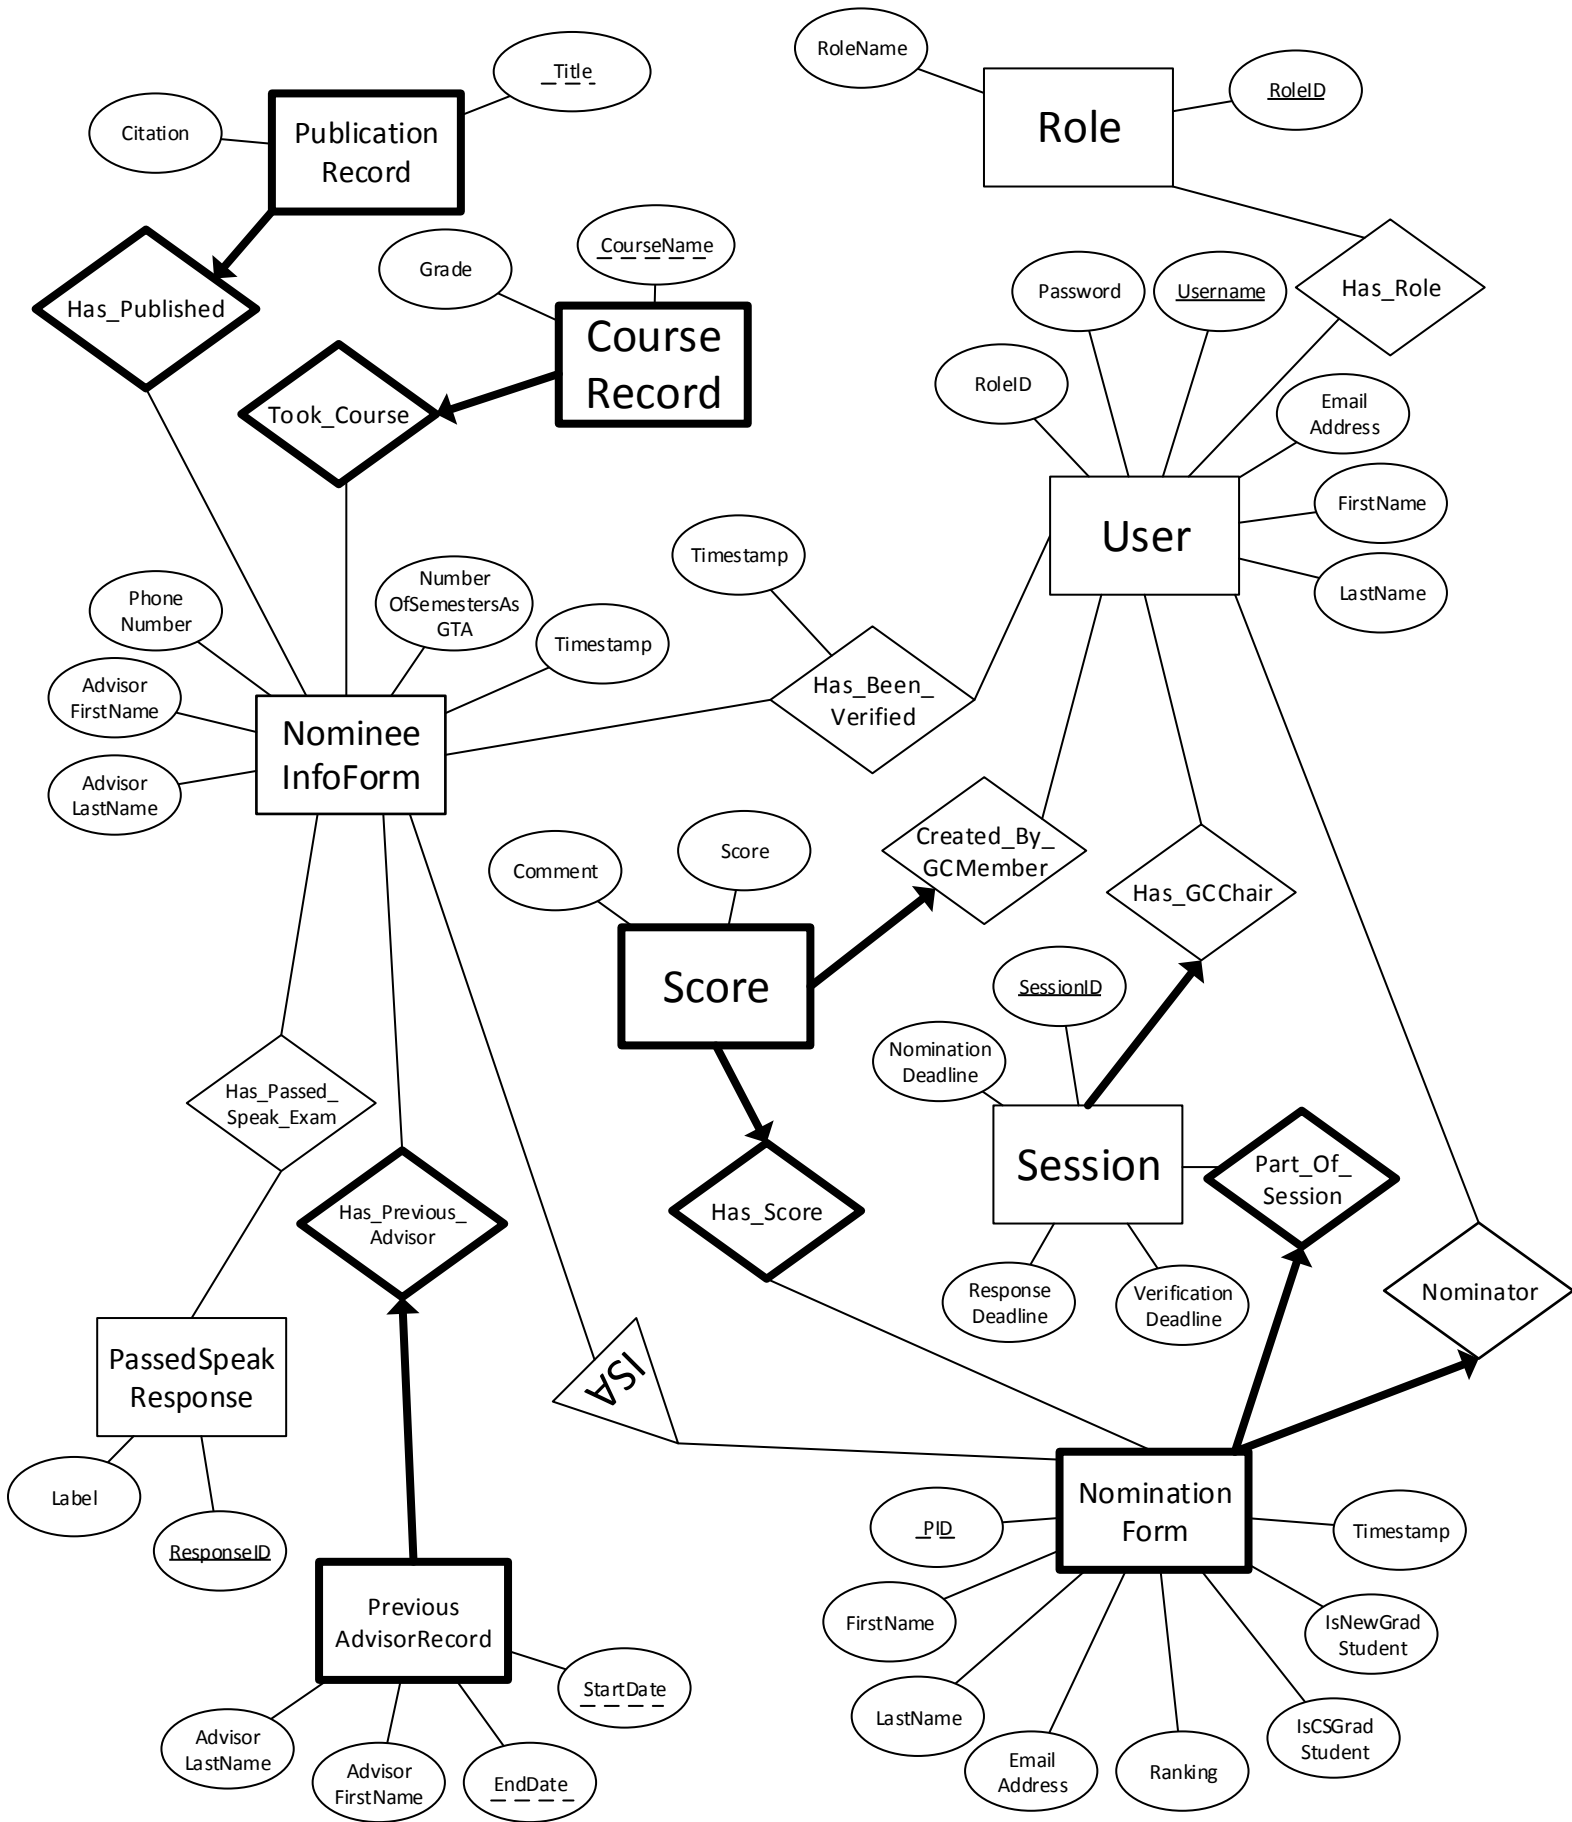 RoleName
Title
RoleID
Role
Citation
Publication
Record
CourseName
Grade
Has_Published
Has_Role
Password
Username
Course
Record
RoleID
Took_Course
Email
Address
FirstName
User
Timestamp
LastName
Number
OfSemestersAs
GTA
Phone
Number
Timestamp
Advisor
FirstName
Has_Been_
Verified
Nominee
InfoForm
Advisor
LastName
Score
Comment
Created_By_
GCMember
Has_GCChair
Score
SessionID
Nomination
Deadline
Has_Passed_
Speak_Exam
Session
Part_Of_
Session
Has_Previous_
Advisor
Has_Score
Response
Deadline
Verification
Deadline
Nominator
PassedSpeak
Response
ISA
Label
ResponseID
Nomination
Form
PID
Timestamp
Previous
AdvisorRecord
FirstName
IsNewGrad
Student
StartDate
LastName
IsCSGrad
Student
Advisor
LastName
Advisor
FirstName
EndDate
Email
Address
Ranking